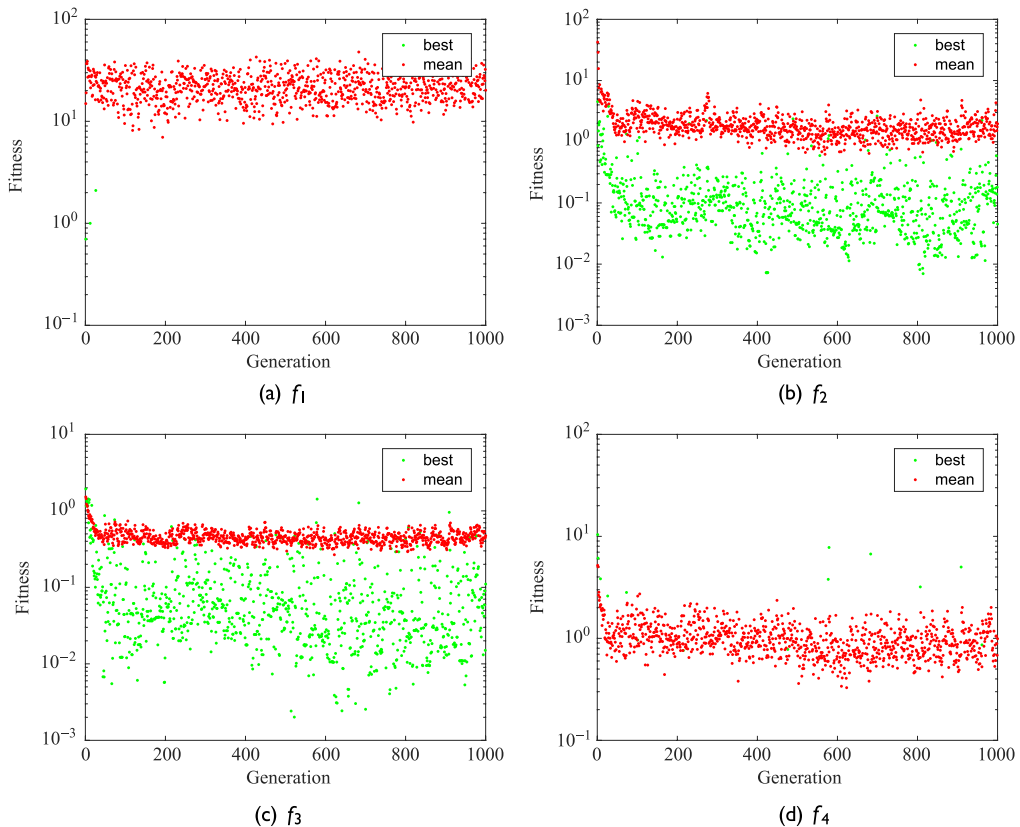 10^2
10^1
10^0
10^-1
Fitness
0 200 400 600 800 1000
Generation
best
mean
(a) f1
10^2
10^1
10^0
10^-1
10^-2
10^-3
Fitness
0 200 400 600 800 1000
Generation
best
mean
(b) f2
10^1
10^0
10^-1
10^-2
10^-3
Fitness
0 200 400 600 800 1000
Generation
best
mean
(c) f3
10^2
10^1
10^0
10^-1
Fitness
0 200 400 600 800 1000
Generation
best
mean
(d) f4